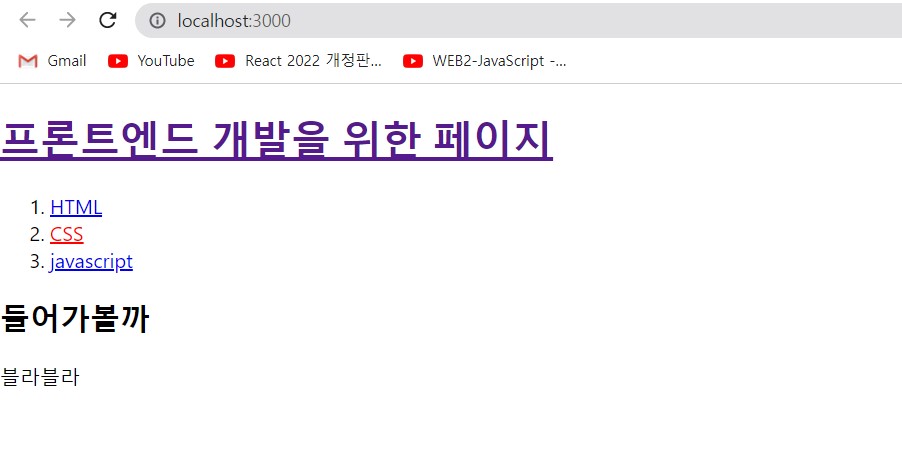 localhost:3000
Gmail YouTube React 2022 개정판... WEB2-JavaScript -...
프론트엔드 개발을 위한 페이지
1. HTML
2. CSS
3. javascript
들어가볼까
블라블라